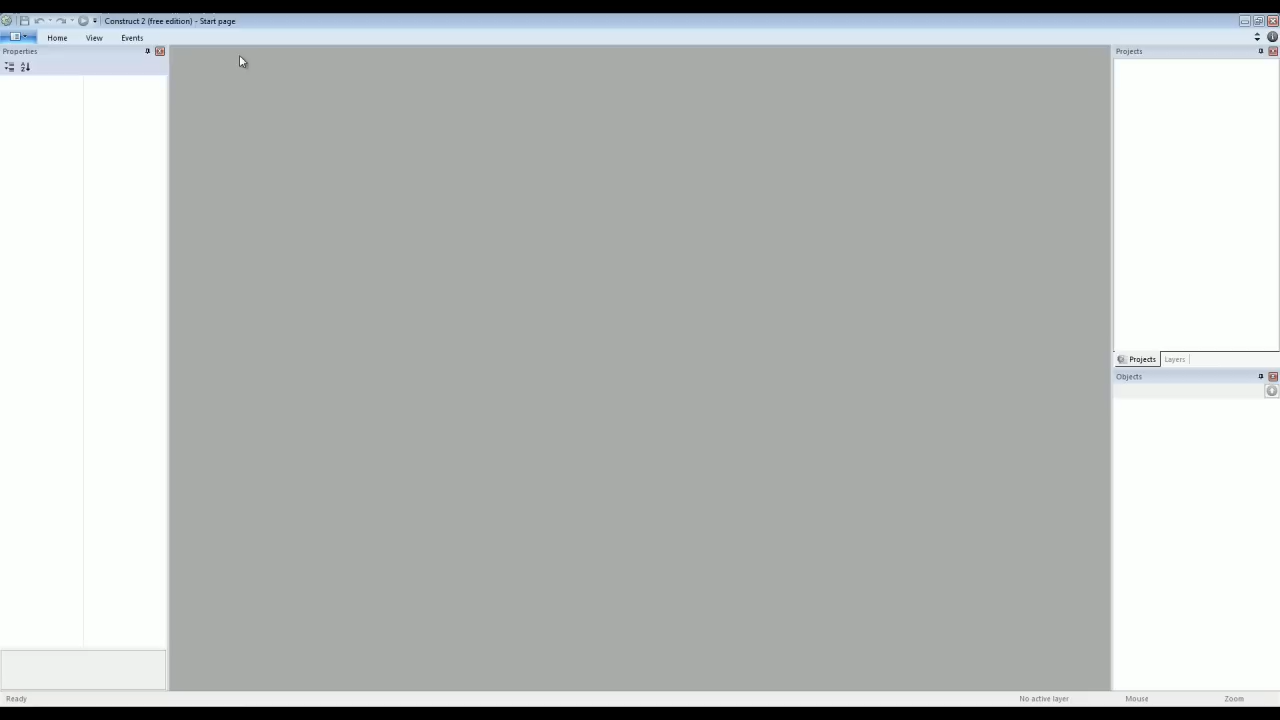 Construct 2 (free edition) - Start page
Home View Events
Properties
Projects
Projects Layers
Objects
Ready
No active layer Mouse Zoom